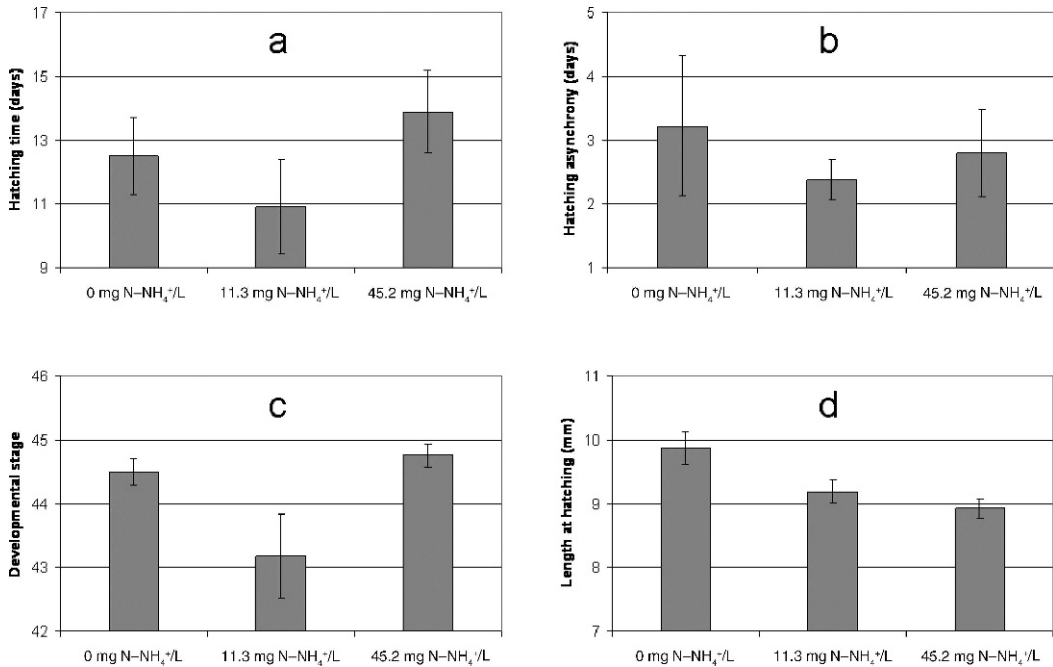 a
Hatching time (days)
17
15
13
11
9
0 mg N–NH₄⁺/L 11.3 mg N–NH₄⁺/L 45.2 mg N–NH₄⁺/L
b
Hatching asynchrony (days)
5
4
3
2
1
0 mg N–NH₄⁺/L 11.3 mg N–NH₄⁺/L 45.2 mg N–NH₄⁺/L
c
Developmental stage
46
45
44
43
42
0 mg N–NH₄⁺/L 11.3 mg N–NH₄⁺/L 45.2 mg N–NH₄⁺/L
d
Length at hatching (mm)
11
10
9
8
7
0 mg N–NH₄⁺/L 11.3 mg N–NH₄⁺/L 45.2 mg N–NH₄⁺/L